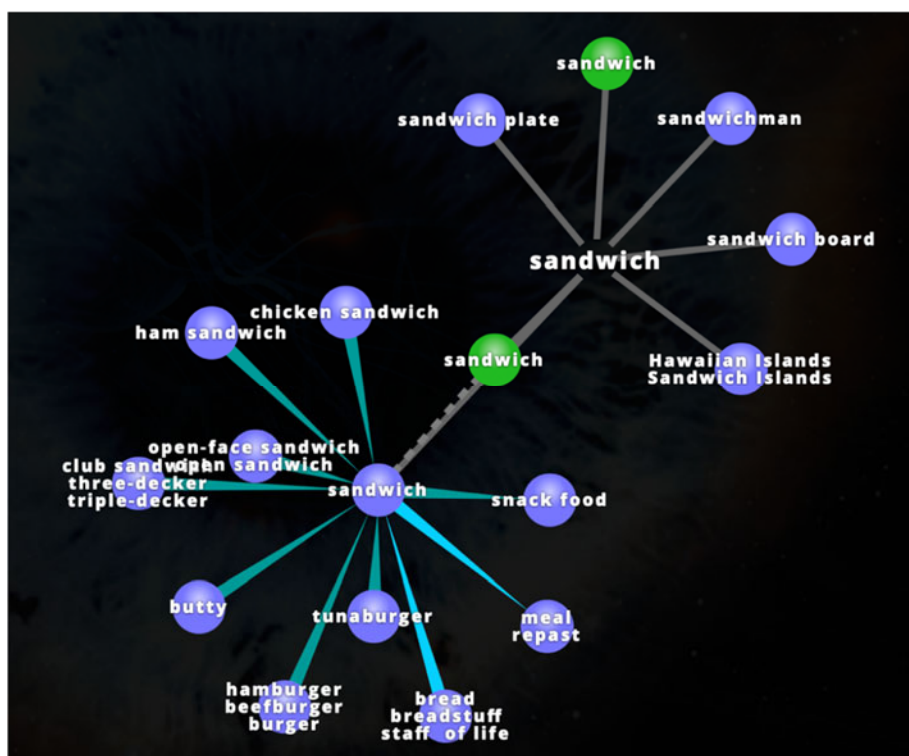 sandwich
sandwich plate
sandwichman
sandwich board
sandwich
Hawaiian Islands
Sandwich Islands
chicken sandwich
ham sandwich
sandwich
open-face sandwich
open sandwich
club sandwich
three-decker
triple-decker
sandwich
snack food
butty
tunaburger
meal
repast
hamburger
beefburger
burger
bread
breadstuff
staff of life